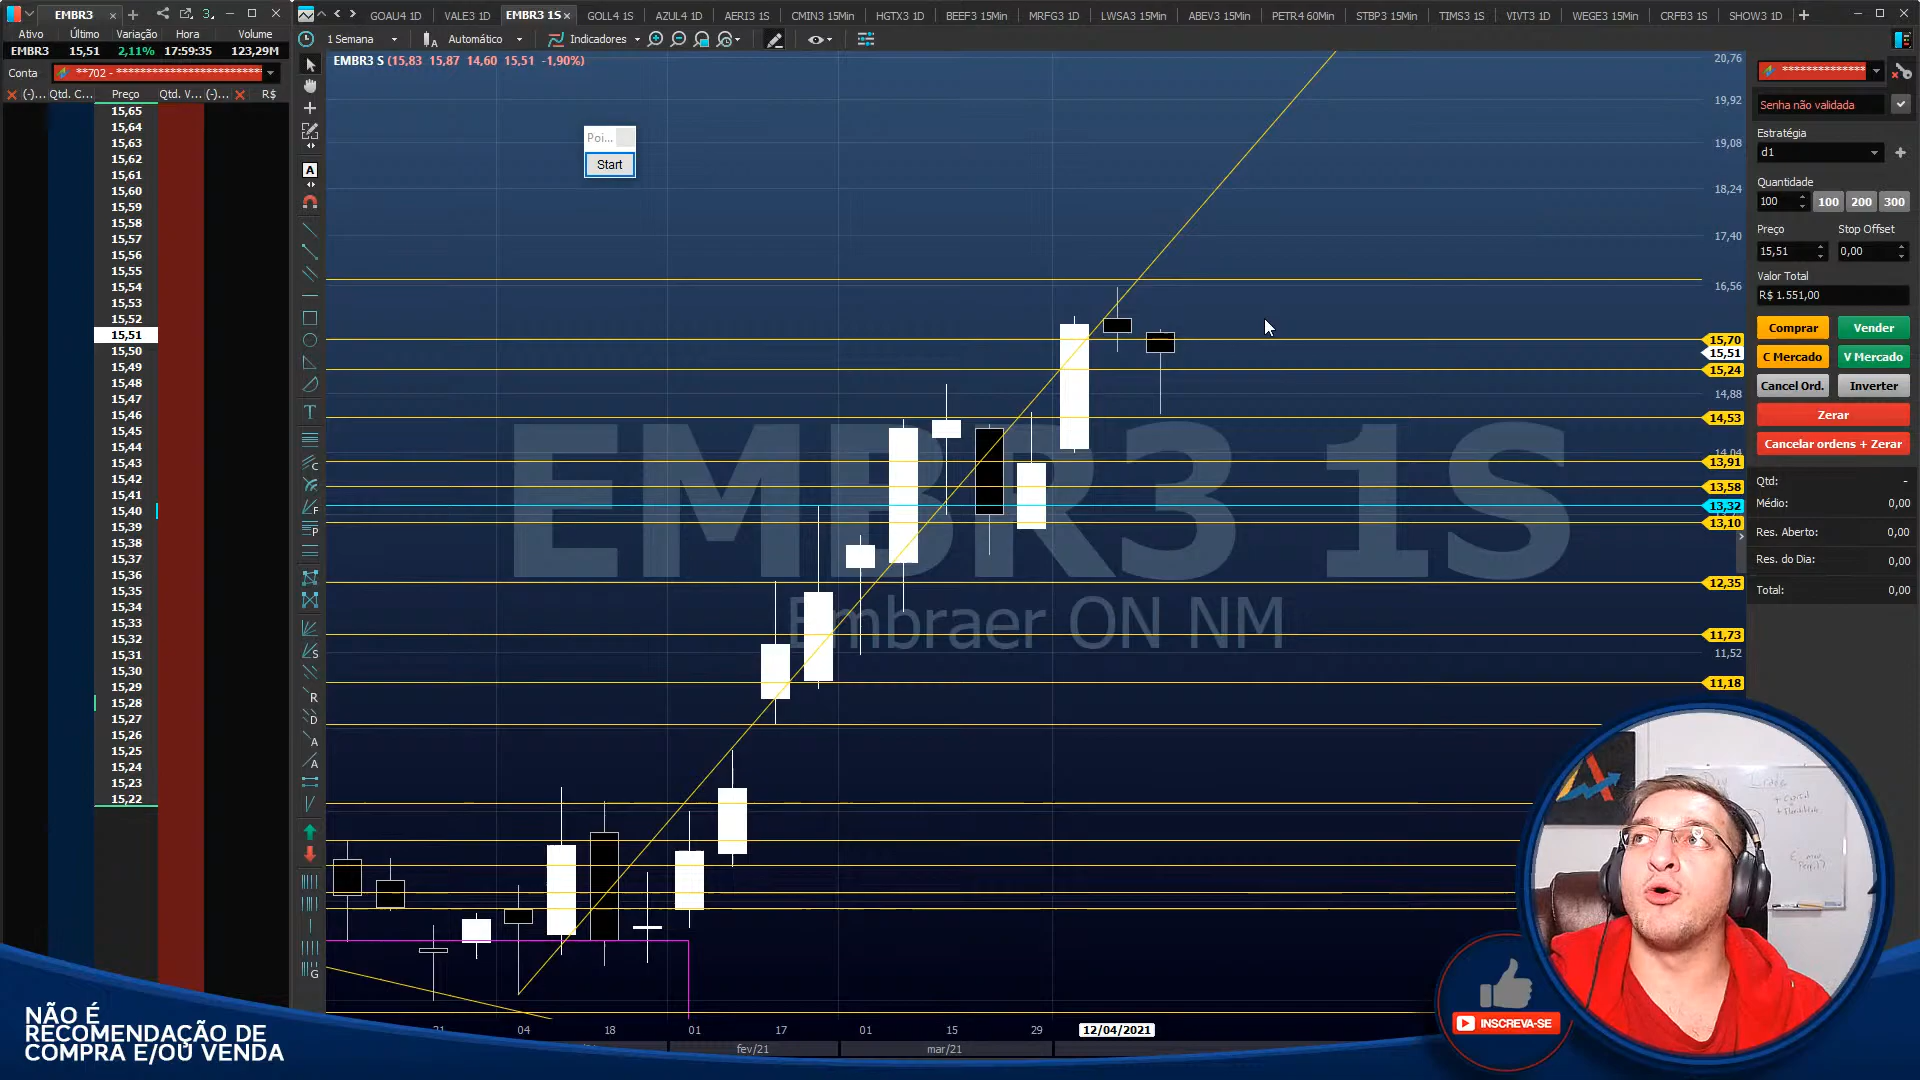 EMBR3
Ativo Último Variação Hora Volume
EMBR3 15,51 2,11% 17:59:35 123,29M
Conta **702 - **************************
(-)... Qtd. C... Preço Qtd. V... (-)... R$
15,65
15,64
15,63
15,62
15,61
15,60
15,59
15,58
15,57
15,56
15,55
15,54
15,53
15,52
15,51
15,50
15,49
15,48
15,47
15,46
15,45
15,44
15,43
15,42
15,41
15,40
15,39
15,38
15,37
15,36
15,35
15,34
15,33
15,32
15,31
15,30
15,29
15,28
15,27
15,26
15,25
15,24
15,23
15,22
GOAU4 1D VALE3 1D EMBR3 1S GOLL4 1S AZUL4 1D AERI3 1S CMIN3 15Min HGTX3 1D BEEF3 15Min MRFG3 1D LWSA3 15Min ABEV3 15Min PETR4 60Min STBP3 15Min TIMS3 1S VIVT3 1D WEGE3 15Min CRFB3 1S SHOW3 1D
1 Semana Automático Indicadores
EMBR3 S (15,83 15,87 14,60 15,51 -1,90%)
Poi...
Start
EMBR3 1S
Embraer ON NM
20,76
19,92
19,08
18,24
17,40
16,56
15,70
15,51
15,24
14,88
14,53
14,04
13,91
13,58
13,32
13,10
12,35
11,73
11,52
11,18
04 18 01 17 01 15 29 12/04/2021
fev/21 mar/21
***************
Senha não validada
Estratégia
d1
Quantidade
100 100 200 300
Preço Stop Offset
15,51 0,00
Valor Total
R$ 1.551,00
Comprar Vender
C Mercado V Mercado
Cancel Ord. Inverter
Zerar
Cancelar ordens + Zerar
Qtd: -
Médio: 0,00
Res. Aberto: 0,00
Res. do Dia: 0,00
Total: 0,00
NÃO É
RECOMENDAÇÃO DE
COMPRA E/OU VENDA
INSCREVA-SE